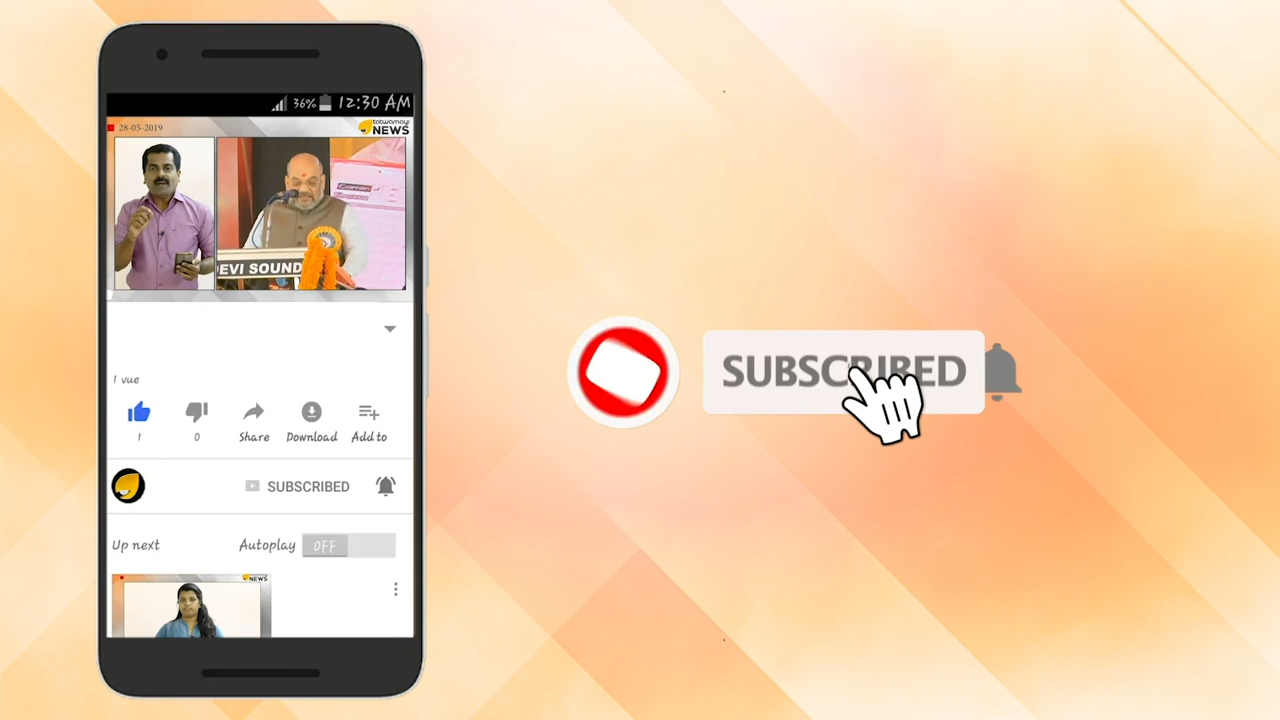 36% 12:30 AM
28-05-2019
tatwamayi
NEWS
DEVI SOUND
1 vue
1
0
Share
Download
Add to
SUBSCRIBED
Up next
Autoplay
OFF
NEWS
SUBSCRIBED